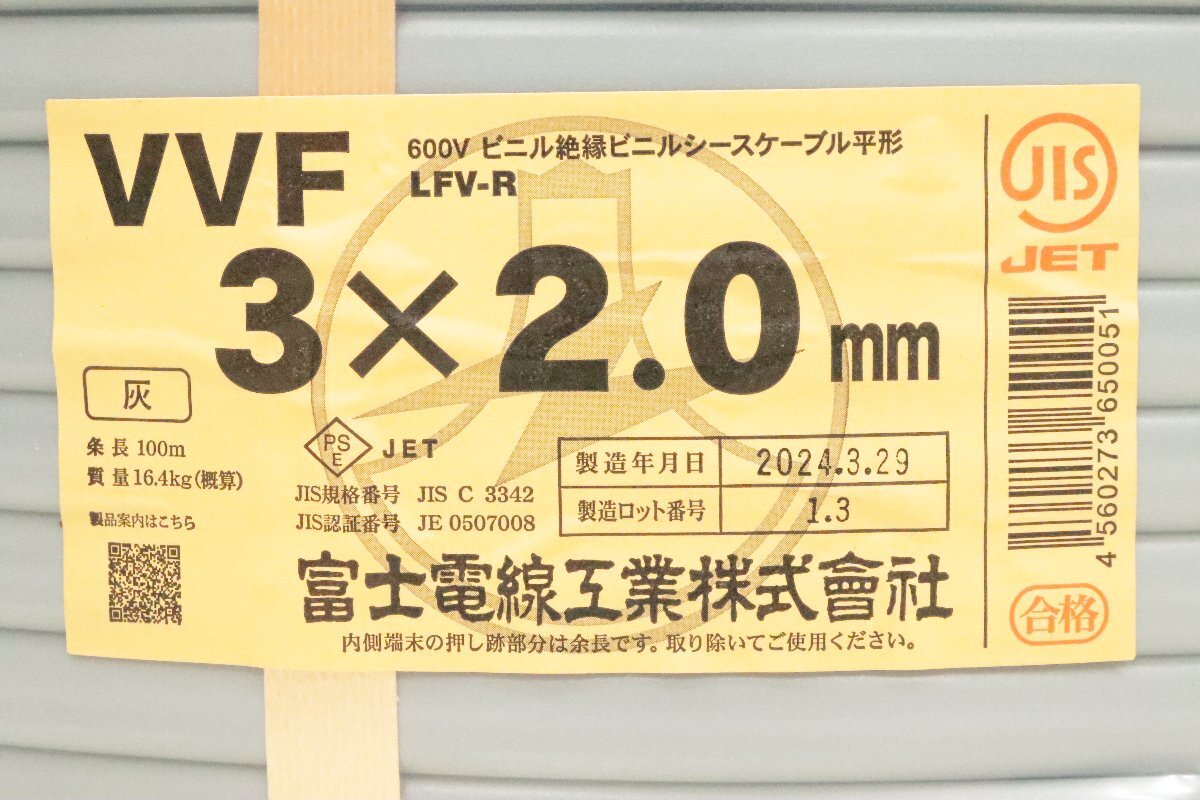 VVF
600V ビニル絶縁ビニルシースケーブル平形
LFV-R
3×2.0mm
灰
条長 100m
質量 16.4kg(概算)
製品案内はこちら
PS
E
JET
JIS規格番号 JIS C 3342
JIS認証番号 JE 0507008
製造年月日 2024.3.29
製造ロット番号 1.3
富士電線工業株式會社
内側端末の押し跡部分は余長です。取り除いてご使用ください。
JIS
JET
4 560273 650051
合格